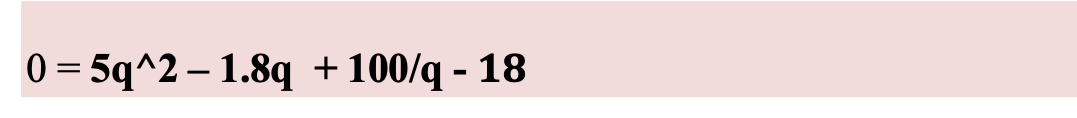 0 = 5q^2 – 1.8q  + 100/q - 18